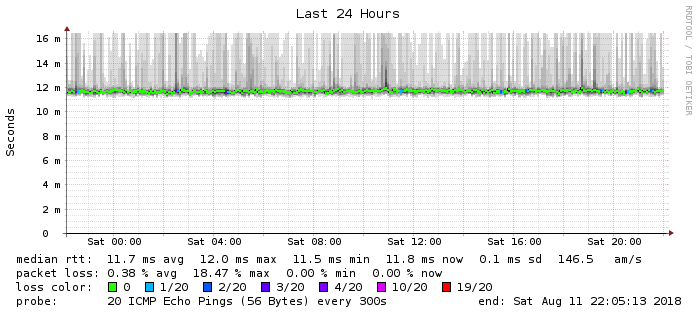 Last 24 Hours
RRDTOOL / TOBI OETIKER
Seconds
16 m
14 m
12 m
10 m
8 m
6 m
4 m
2 m
0
Sat 00:00 Sat 04:00 Sat 08:00 Sat 12:00 Sat 16:00 Sat 20:00
median rtt: 11.7 ms avg 12.0 ms max 11.5 ms min 11.8 ms now 0.1 ms sd 146.5 am/s
packet loss: 0.38 % avg 18.47 % max 0.00 % min 0.00 % now
loss color: 0 1/20 2/20 3/20 4/20 10/20 19/20
probe: 20 ICMP Echo Pings (56 Bytes) every 300s end: Sat Aug 11 22:05:13 2018